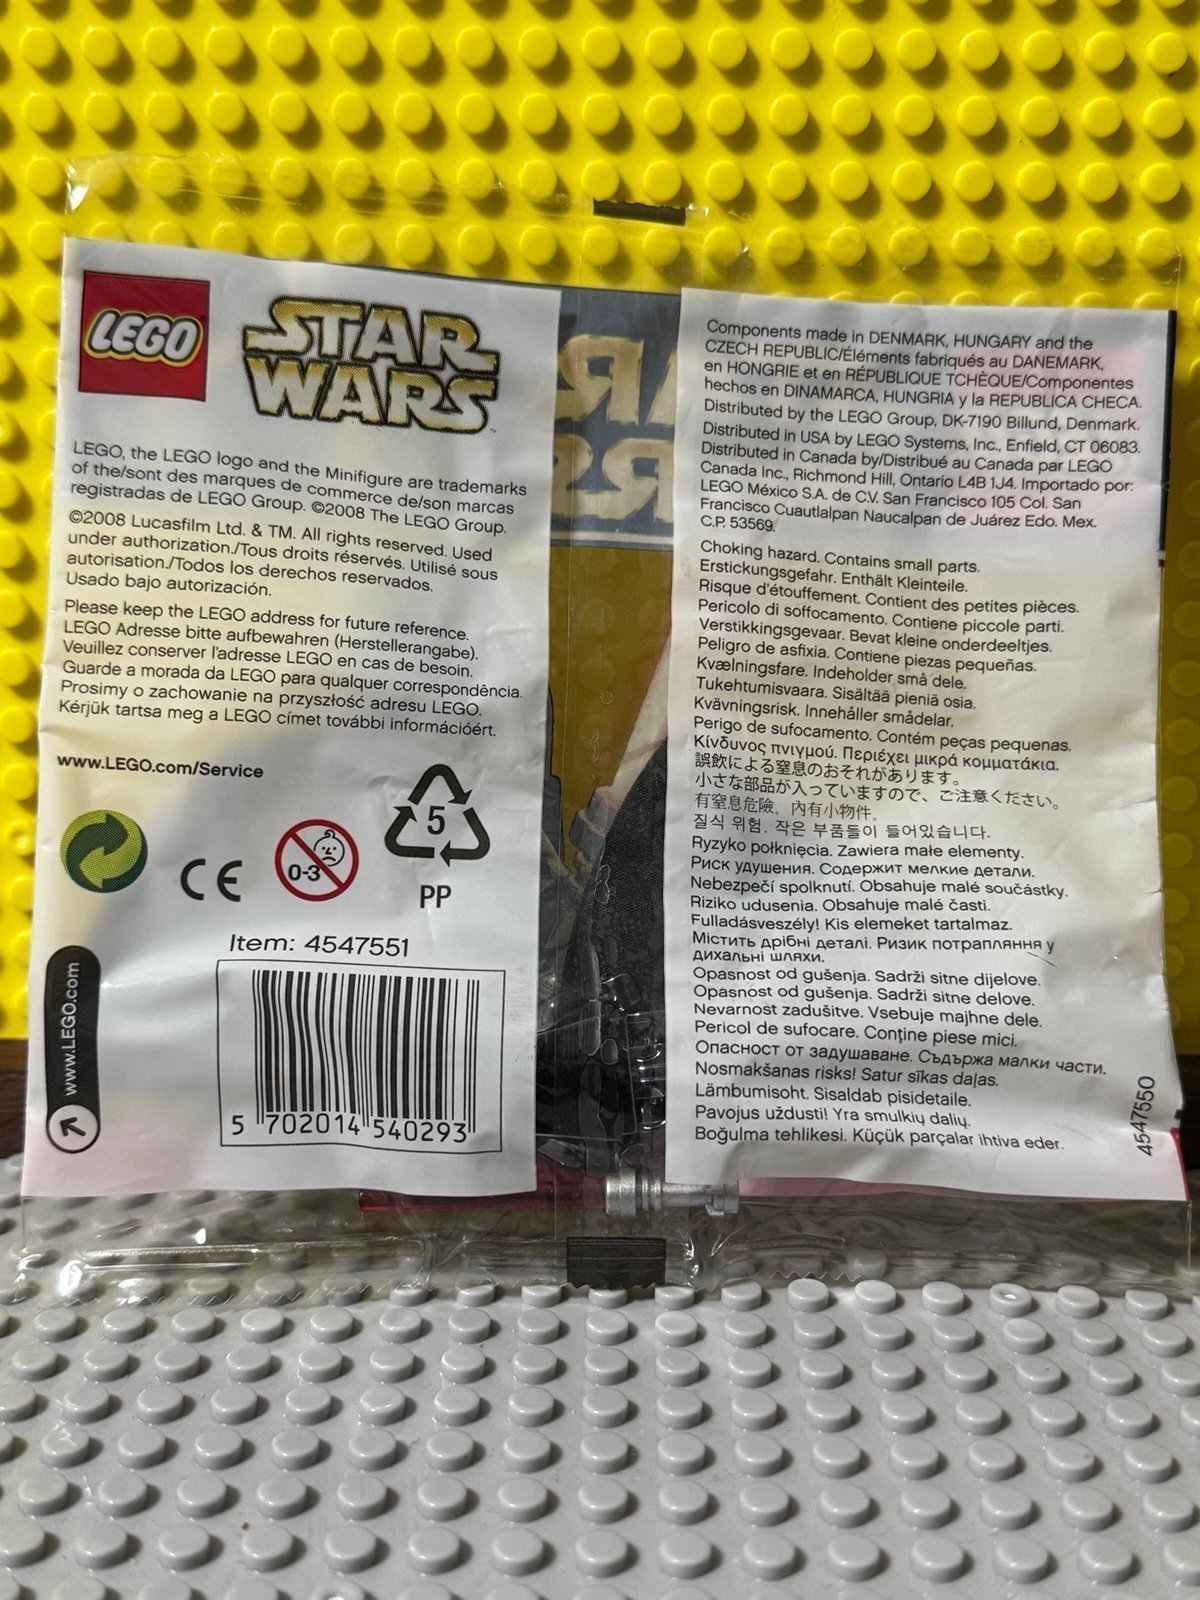 LEGO
STAR
WARS
LEGO, the LEGO logo and the Minifigure are trademarks
of the/sont des marques de commerce de/son marcas
registradas de LEGO Group. ©2008 The LEGO Group.
©2008 Lucasfilm Ltd. & TM. All rights reserved. Used
under authorization./Tous droits réservés. Utilisé sous
autorisation./Todos los derechos reservados.
Usado bajo autorización.
Please keep the LEGO address for future reference.
LEGO Adresse bitte aufbewahren (Herstellerangabe).
Veuillez conserver l'adresse LEGO en cas de besoin.
Guarde a morada da LEGO para qualquer correspondência.
Prosimy o zachowanie na przyszłość adresu LEGO.
Kérjük tartsa meg a LEGO címet további információért.
www.LEGO.com/Service
CE
0-3
5
PP
Item: 4547551
www.LEGO.com
5 702014 540293
Components made in DENMARK, HUNGARY and the
CZECH REPUBLIC/Éléments fabriqués au DANEMARK,
en HONGRIE et en RÉPUBLIQUE TCHÈQUE/Componentes
hechos en DINAMARCA, HUNGRIA y la REPUBLICA CHECA.
Distributed by the LEGO Group, DK-7190 Billund, Denmark.
Distributed in USA by LEGO Systems, Inc., Enfield, CT 06083.
Distributed in Canada by/Distribué au Canada par LEGO
Canada Inc., Richmond Hill, Ontario L4B 1J4. Importado por:
LEGO México S.A. de C.V. San Francisco 105 Col. San
Francisco Cuautlalpan Naucalpan de Juárez Edo. Mex.
C.P. 53569.
Choking hazard. Contains small parts.
Erstickungsgefahr. Enthält Kleinteile.
Risque d'étouffement. Contient des petites pièces.
Pericolo di soffocamento. Contiene piccole parti.
Verstikkingsgevaar. Bevat kleine onderdeeltjes.
Peligro de asfixia. Contiene piezas pequeñas.
Kvælningsfare. Indeholder små dele.
Tukehtumisvaara. Sisältää pieniä osia.
Kvävningsrisk. Innehåller smådelar.
Perigo de sufocamento. Contém peças pequenas.
Κίνδυνος πνιγμού. Περιέχει μικρά κομματάκια.
誤飲による窒息のおそれがあります。
小さな部品が入っていますので、ご注意ください。
有窒息危險。內有小物件。
질식 위험. 작은 부품들이 들어있습니다.
Ryzyko połknięcia. Zawiera małe elementy.
Риск удушения. Содержит мелкие детали.
Nebezpečí spolknutí. Obsahuje malé součástky.
Riziko udusenia. Obsahuje malé časti.
Fulladásveszély! Kis elemeket tartalmaz.
Містить дрібні деталі. Ризик потрапляння у
дихальні шляхи.
Opasnost od gušenja. Sadrži sitne dijelove.
Opasnost od gušenja. Sadrži sitne delove.
Nevarnost zadušitve. Vsebuje majhne dele.
Pericol de sufocare. Conţine piese mici.
Опасност от задушаване. Съдържа малки части.
Nosmakšanas risks! Satur sīkas daļas.
Lämbumisoht. Sisaldab pisidetaile.
Pavojus uždusti! Yra smulkių dalių.
Boğulma tehlikesi. Küçük parçalar ihtiva eder.
4547550